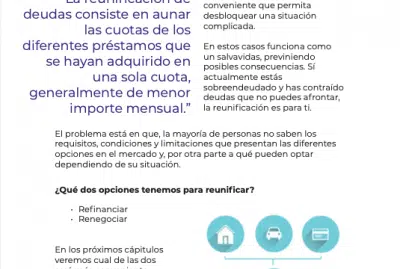 La reunificación de
deudas consiste en aunar
las cuotas de los
diferentes préstamos que
se hayan adquirido en
una sola cuota,
generalmente de menor
importe mensual.”
conveniente que permita
desbloquear una situación
complicada.
En estos casos funciona como
un salvavidas, previniendo
posibles consecuencias. Sí
actualmente estás
sobreendeudado y has contraído
deudas que no puedes afrontar,
la reunificación es para ti.
El problema está en que, la mayoría de personas no saben los
requisitos, condiciones y limitaciones que presentan las diferentes
opciones en el mercado y, por otra parte a qué pueden optar
dependiendo de su situación.
¿Qué dos opciones tenemos para reunificar?
• Refinanciar
• Renegociar
En los próximos cápitulos
veremos cual de las dos